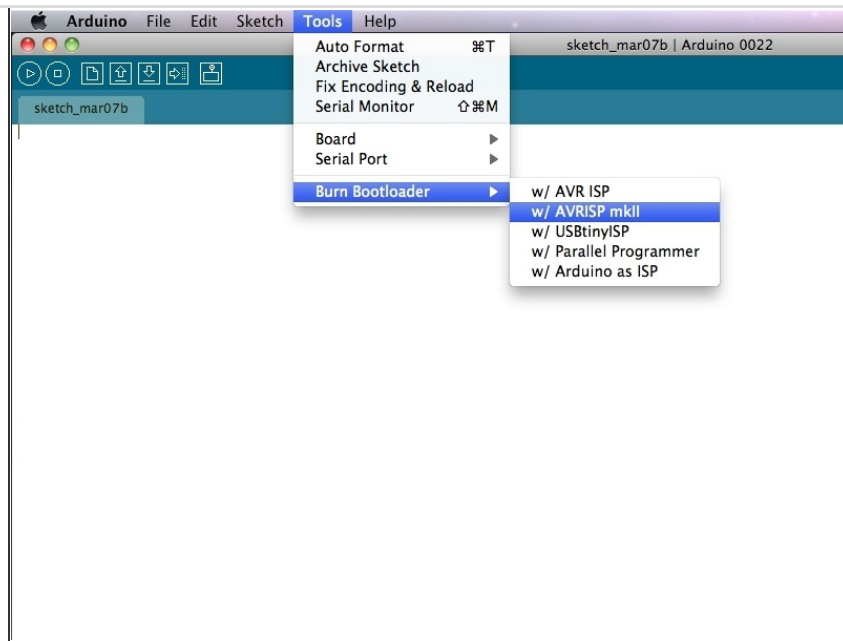 Arduino File Edit Sketch Tools Help
sketch_mar07b | Arduino 0022
sketch_mar07b
Auto Format ⌘T
Archive Sketch
Fix Encoding & Reload
Serial Monitor ⇧⌘M
Board
Serial Port
Burn Bootloader
w/ AVR ISP
w/ AVRISP mkII
w/ USBtinyISP
w/ Parallel Programmer
w/ Arduino as ISP